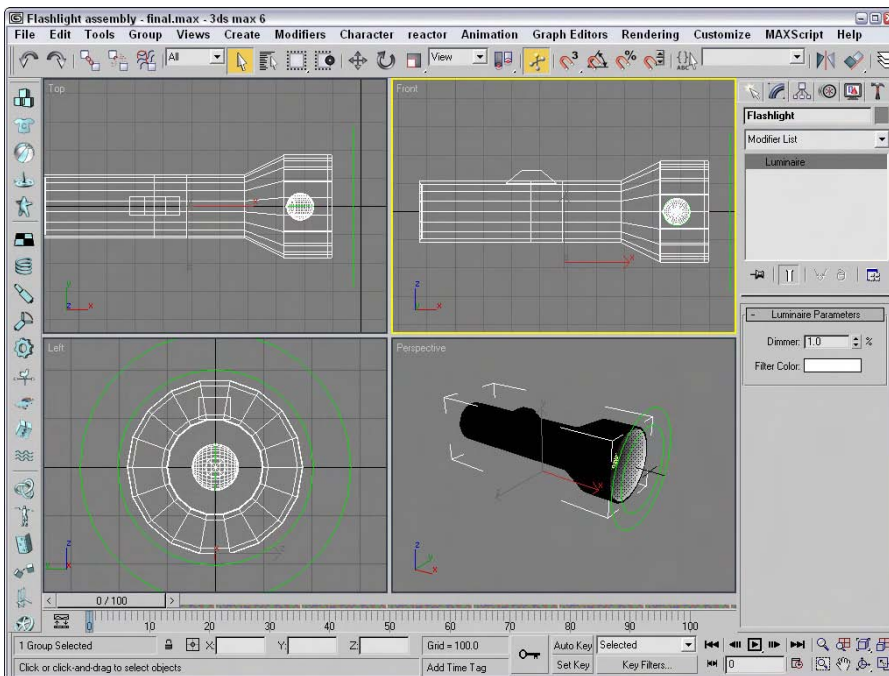 Flashlight assembly - final.max - 3ds max 6
File Edit Tools Group Views Create Modifiers Character reactor Animation Graph Editors Rendering Customize MAXScript Help
All
View
ABC
Top
Front
Flashlight
Modifier List
Luminaire
Left
Perspective
- Luminaire Parameters
Dimmer: 1.0 %
Filter Color:
x
y
z
0 / 100
0 10 20 30 40 50 60 70 80 90 100
1 Group Selected X: Y: Z: Grid = 100.0 Auto Key Selected
Click or click-and-drag to select objects Add Time Tag Set Key Key Filters... 0